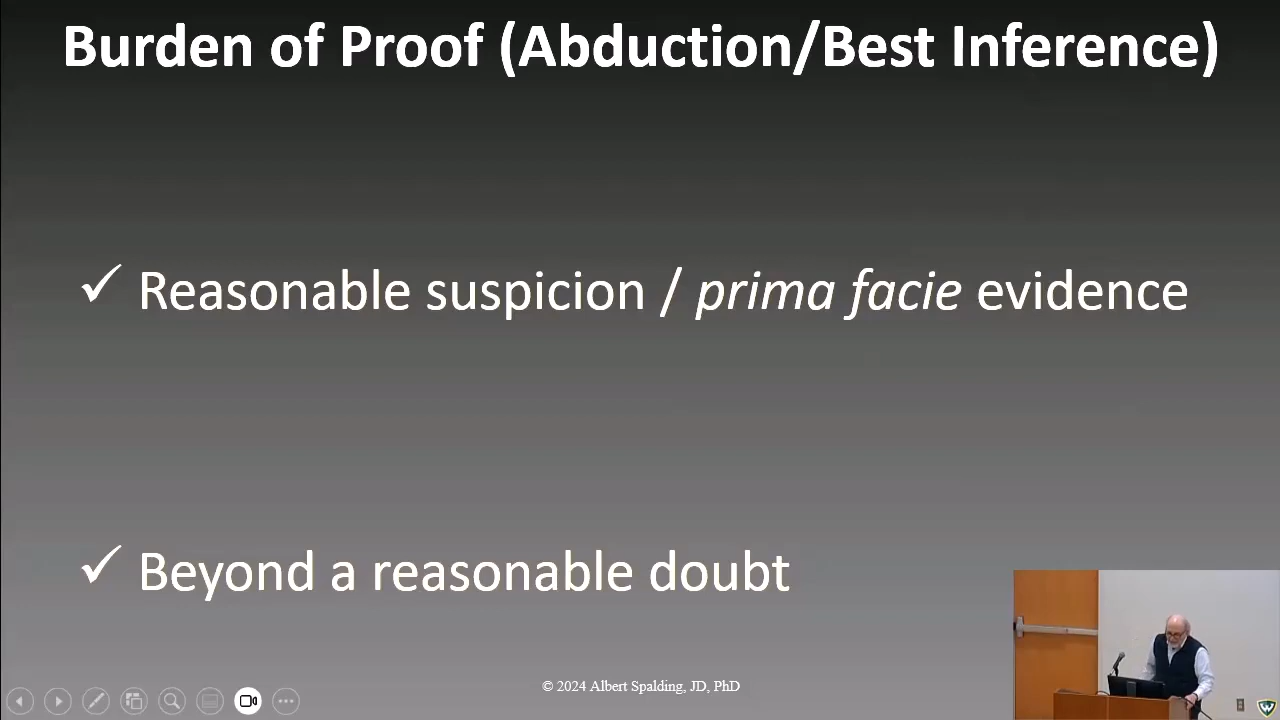 Burden of Proof (Abduction/Best Inference)
✓ Reasonable suspicion / prima facie evidence
✓ Beyond a reasonable doubt
© 2024 Albert Spalding, JD, PhD